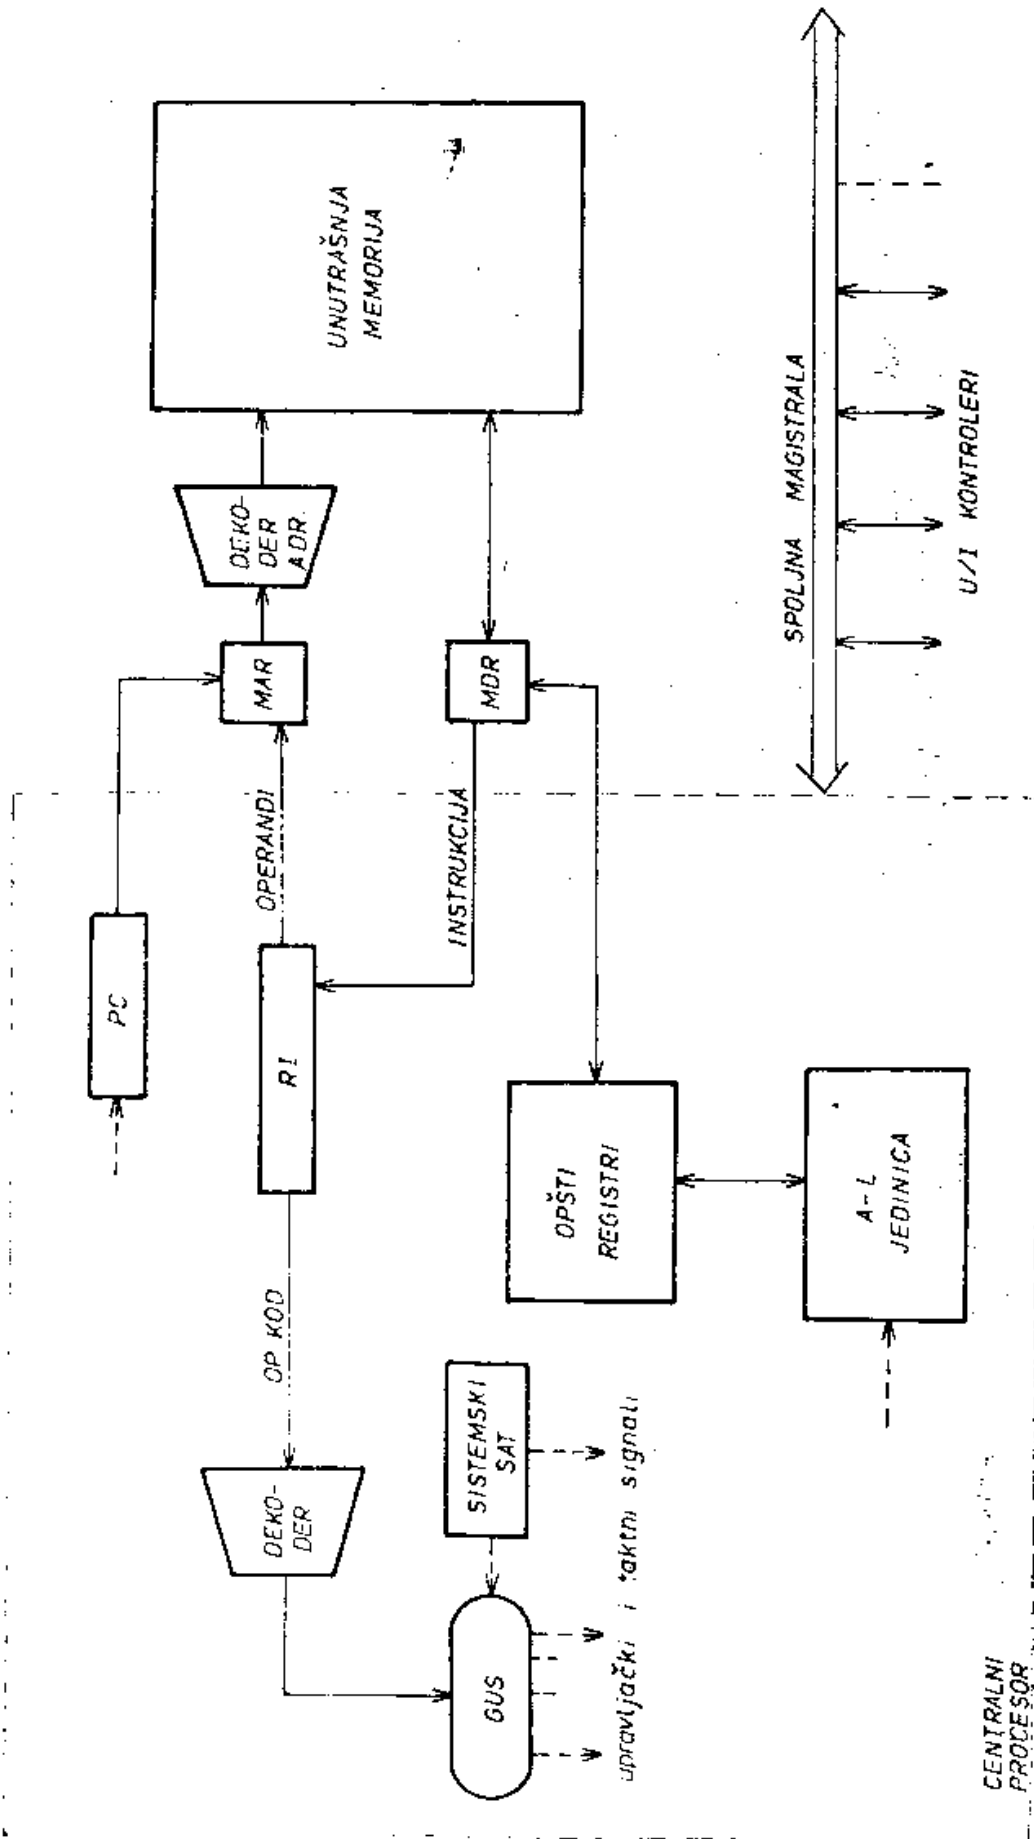 PC
DEKO-
DER
OP KOD
RI
OPERANDI
MAR
DEKO-
DER
ADR.
UNUTRAŠNJA
MEMORIJA
GUS
SISTEMSKI
SAT
INSTRUKCIJA
MDR
OPŠTI
REGISTRI
upravljački i taktni signali
A-L
JEDINICA
SPOLJNA MAGISTRALA
U/I KONTROLERI
CENTRALNI
PROCESOR